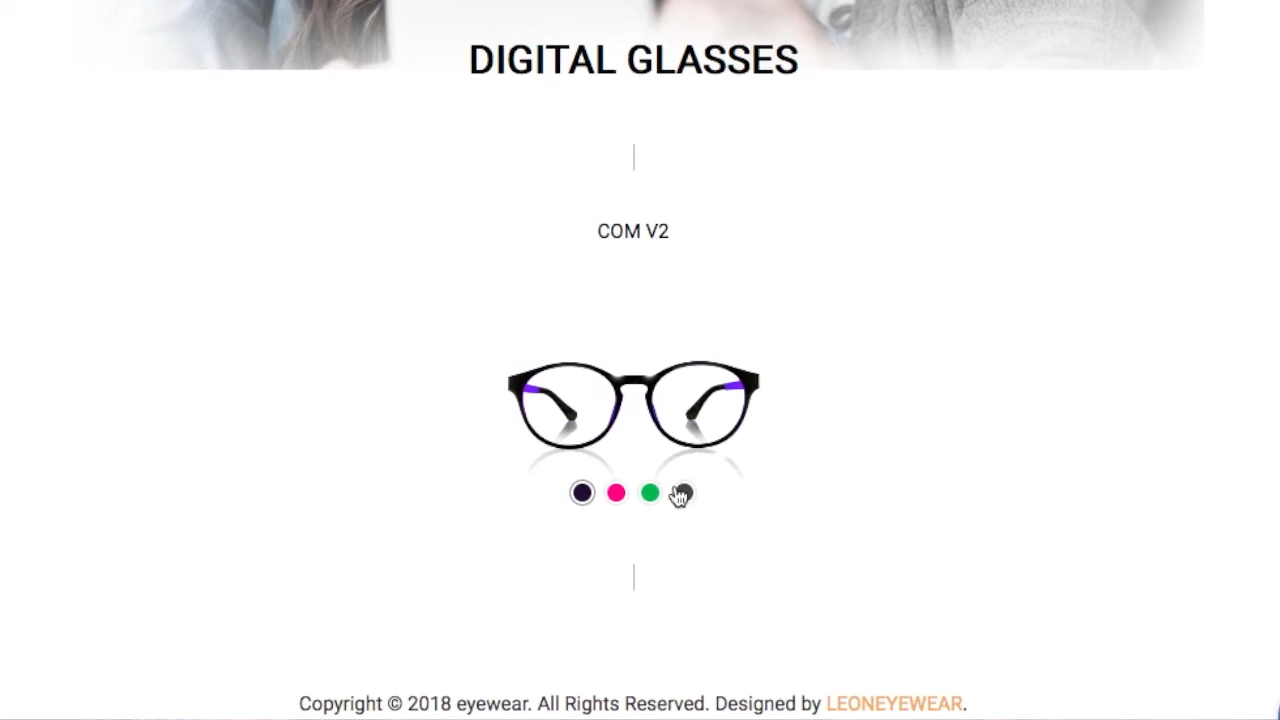 DIGITAL GLASSES
COM V2
Copyright © 2018 eyewear. All Rights Reserved. Designed by LEONEYEWEAR.